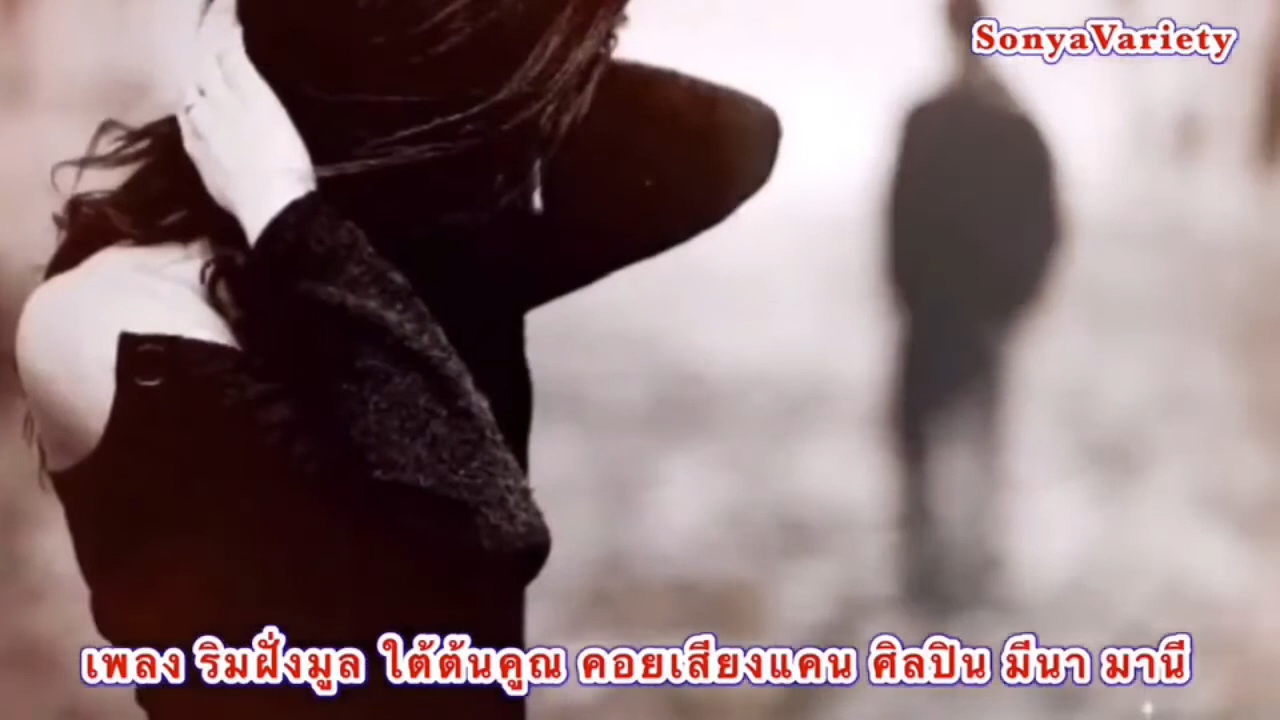 SonyaVariety
เพลง ริมฝั่งมูล ใต้ต้นคูณ คอยเสียงแคน ศิลปิน มีนา มานี